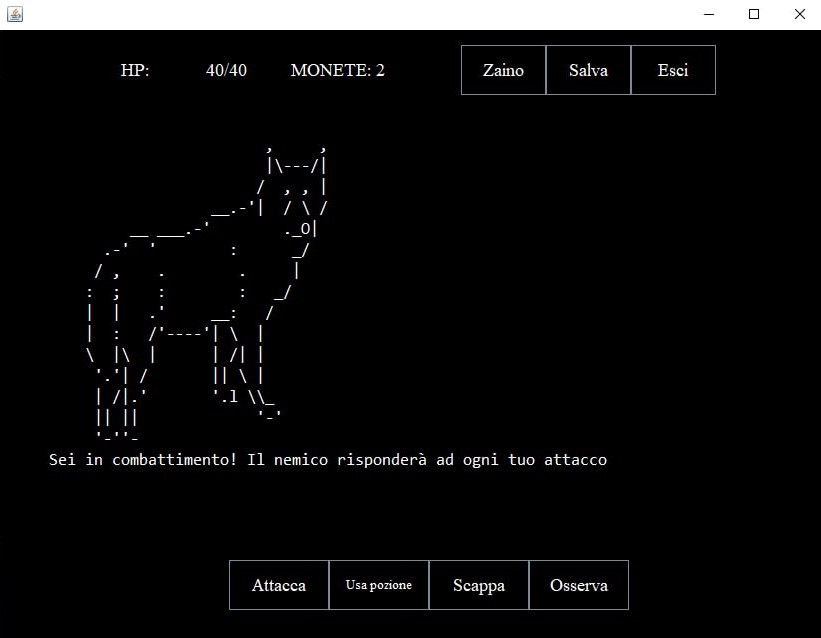 HP: 40/40 MONETE: 2 Zaino Salva Esci
Sei in combattimento! Il nemico risponderà ad ogni tuo attacco
Attacca Usa pozione Scappa Osserva